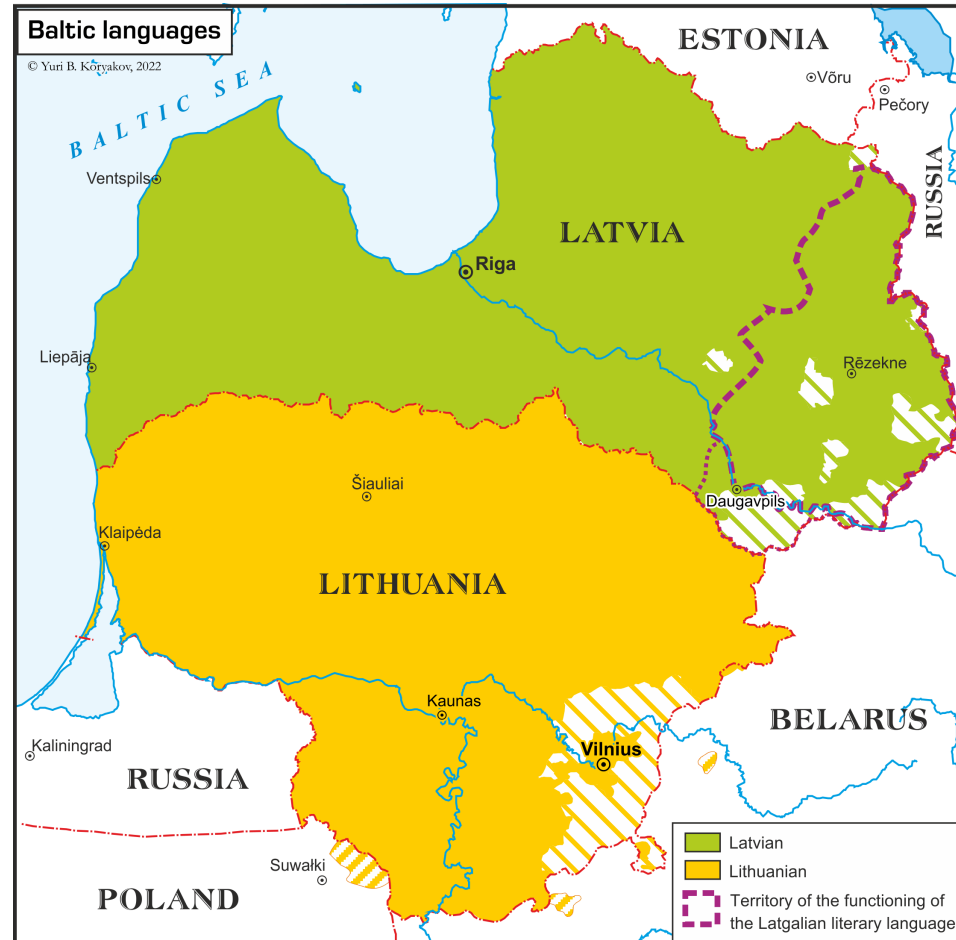 Baltic languages
© Yuri B. Koryakov, 2022
BALTIC SEA
ESTONIA
Võru
Pečory
RUSSIA
Ventspils
LATVIA
Riga
Liepāja
Rēzekne
Šiauliai
Daugavpils
Klaipėda
LITHUANIA
Kaunas
BELARUS
Kaliningrad
Vilnius
RUSSIA
Suwałki
POLAND
Latvian
Lithuanian
Territory of the functioning of
the Latgalian literary language